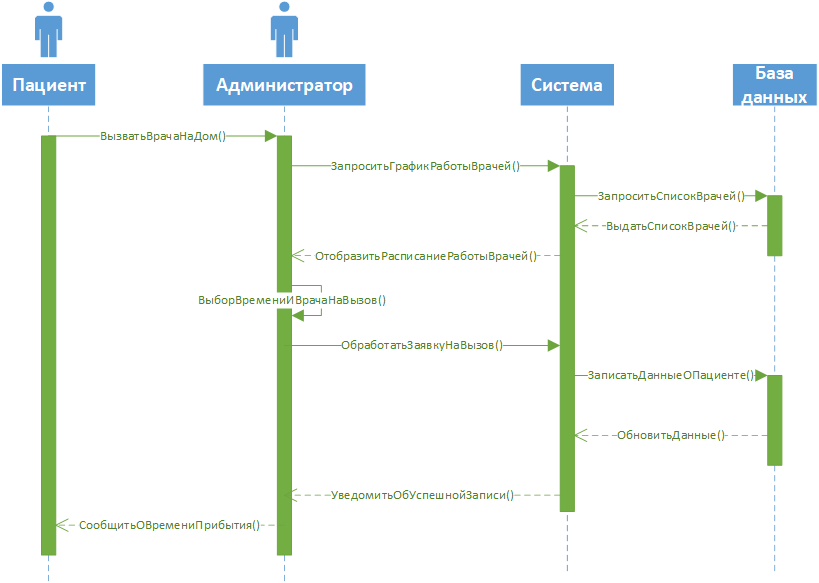 Пациент
Администратор
Система
База
данных
ВызватьВрачаНаДом()
ЗапроситьГрафикРаботыВрачей()
ЗапроситьСписокВрачей()
ВыдатьСписокВрачей()
ОтобразитьРасписаниеРаботыВрачей()
ВыборВремениИВрачаНаВызов()
ОбработатьЗаявкуНаВызов()
ЗаписатьДанныеОПациенте()
ОбновитьДанные()
УведомитьОбУспешнойЗаписи()
СообщитьОВремениПрибытия()